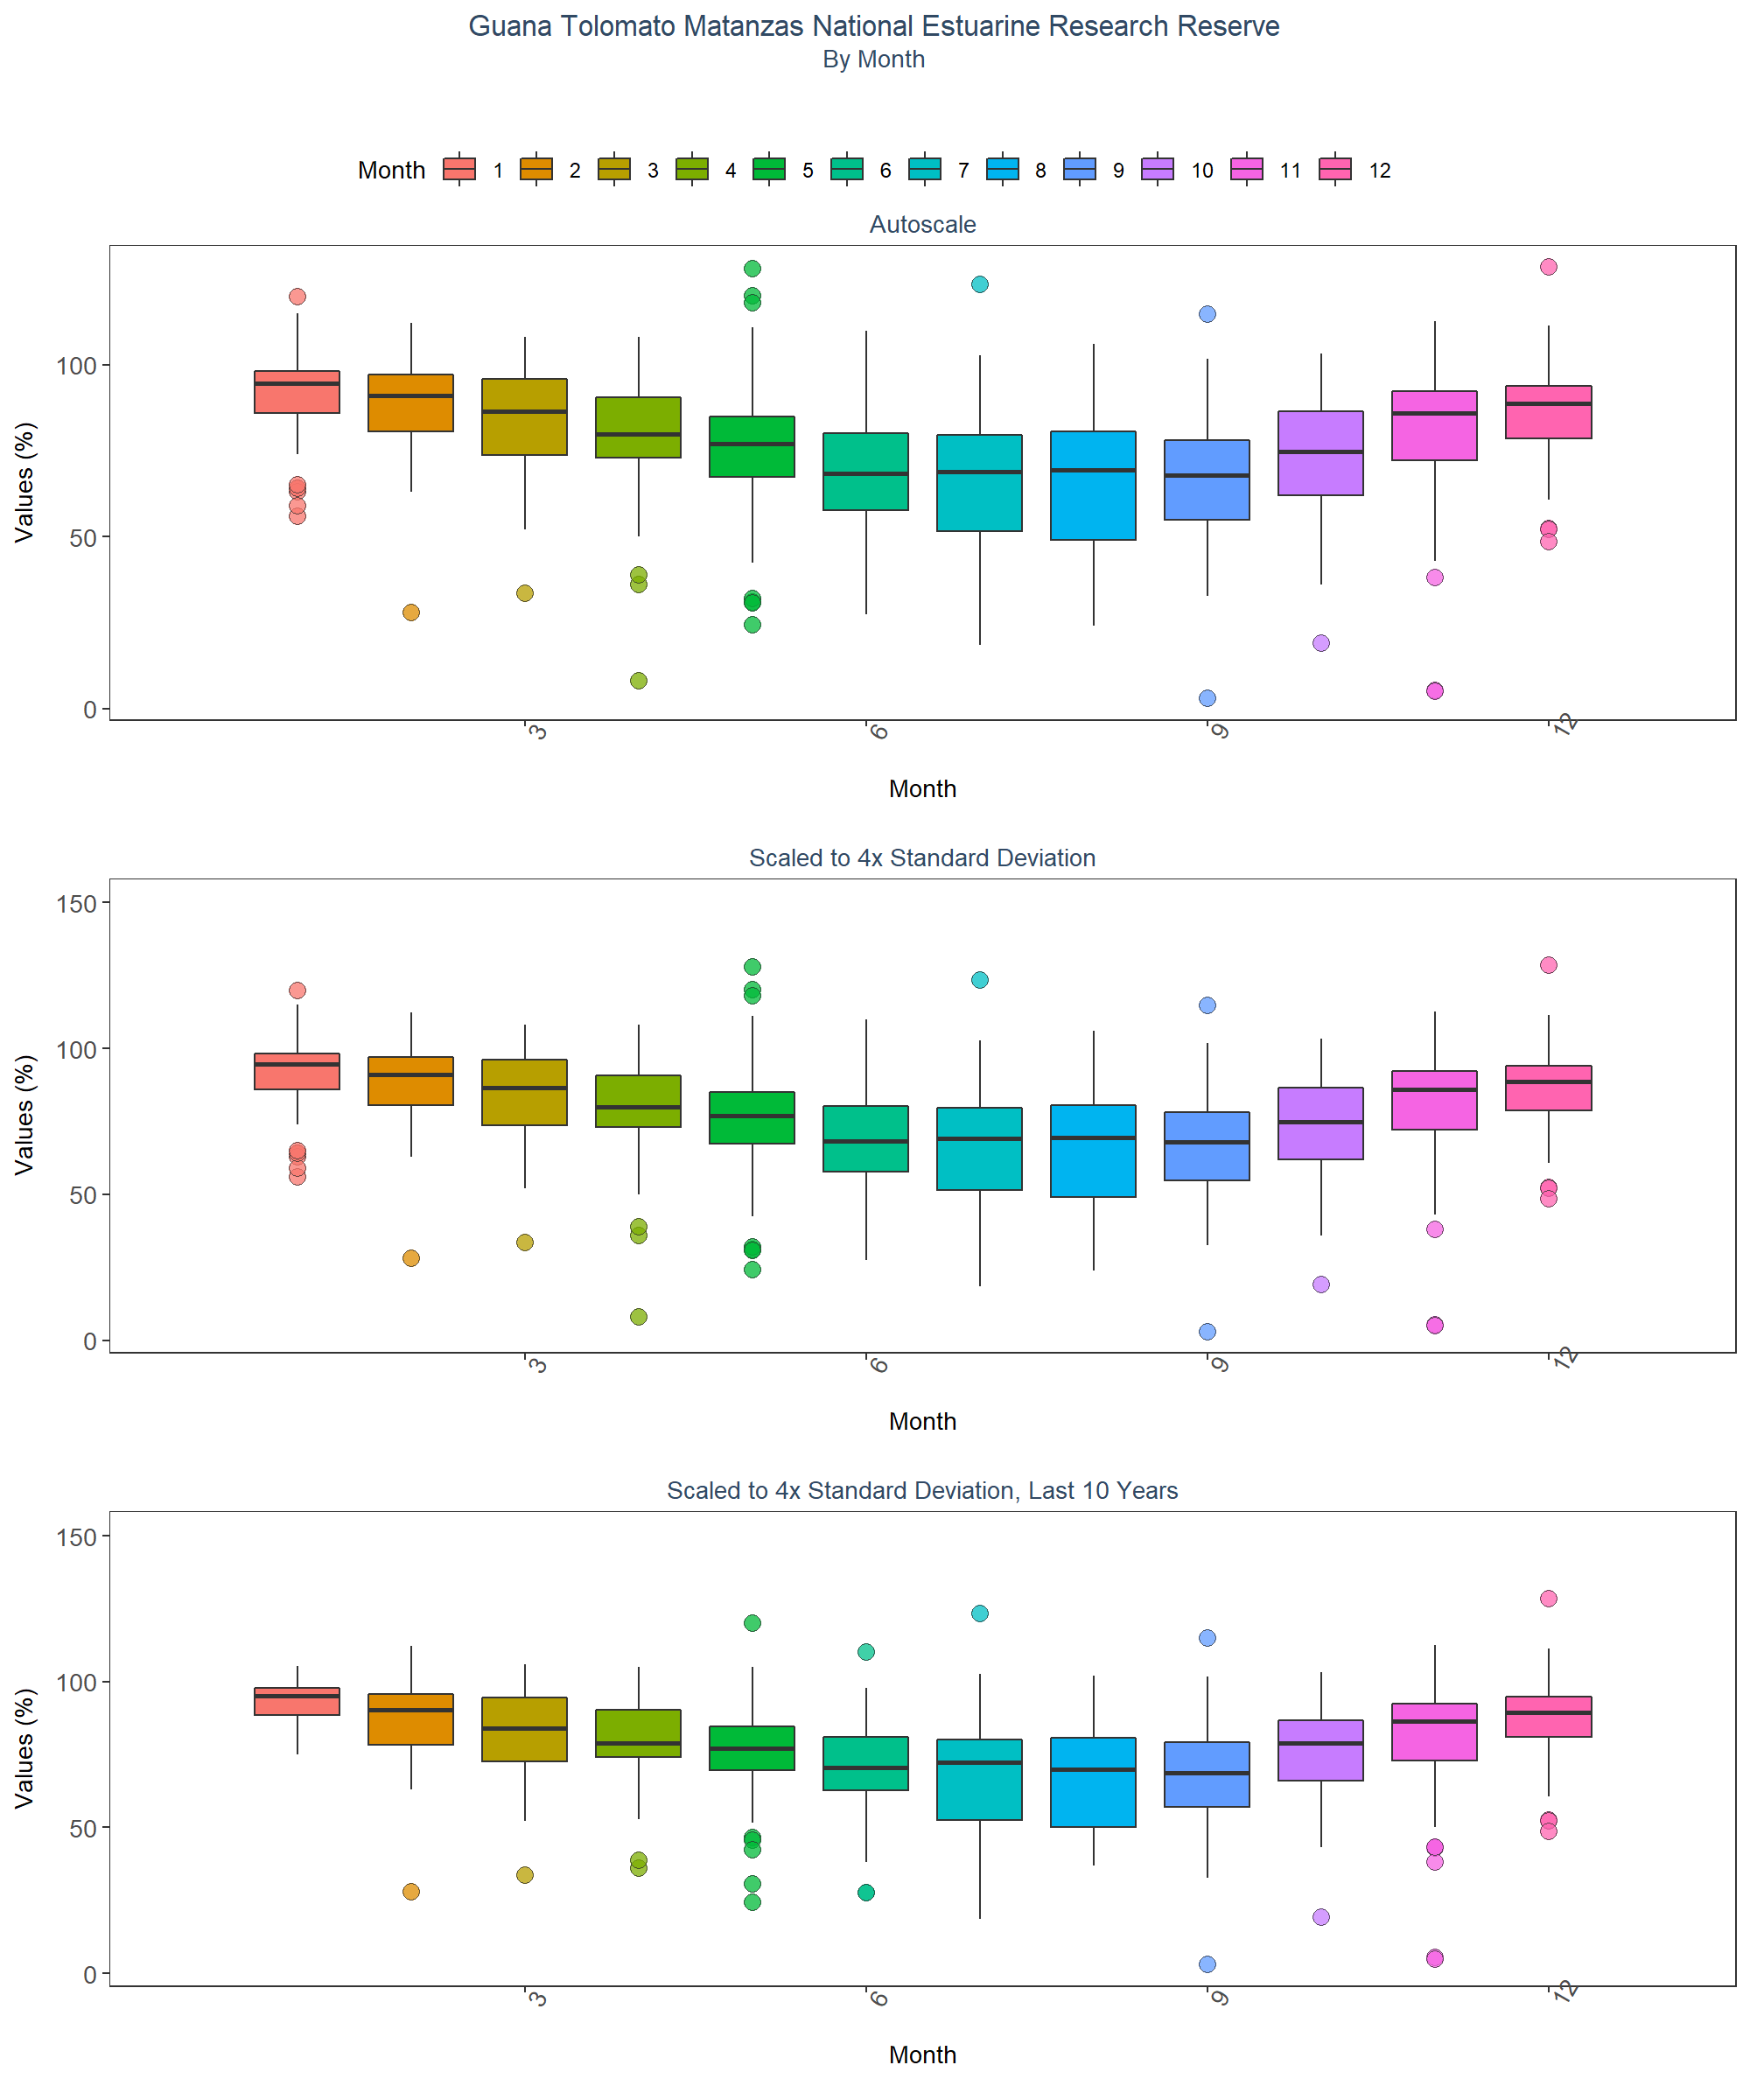 Guana Tolomato Matanzas National Estuarine Research Reserve
By Month
Month 1 2 3 4 5 6 7 8 9 10 11 12
Autoscale
Values (%)
100
50
0
3 6 9 12
Month
Scaled to 4x Standard Deviation
Values (%)
150
100
50
0
3 6 9 12
Month
Scaled to 4x Standard Deviation, Last 10 Years
Values (%)
150
100
50
0
3 6 9 12
Month